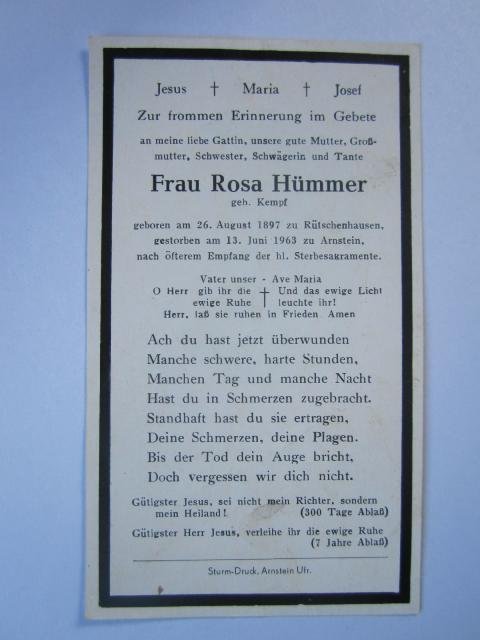 Jesus † Maria † Josef
Zur frommen Erinnerung im Gebete
an meine liebe Gattin, unsere gute Mutter, Groß-
mutter, Schwester, Schwägerin und Tante
Frau Rosa Hümmer
geb. Kempf
geboren am 26. August 1897 zu Rütschenhausen,
gestorben am 13. Juni 1963 zu Arnstein,
nach öfterem Empfang der hl. Sterbesakramente.
Vater unser - Ave Maria
O Herr gib ihr die † Und das ewige Licht
ewige Ruhe leuchte ihr!
Herr, laß sie ruhen in Frieden Amen
Ach du hast jetzt überwunden
Manche schwere, harte Stunden,
Manchen Tag und manche Nacht
Hast du in Schmerzen zugebracht.
Standhaft hast du sie ertragen,
Deine Schmerzen, deine Plagen.
Bis der Tod dein Auge bricht,
Doch vergessen wir dich nicht.
Gütigster Jesus, sei nicht mein Richter, sondern
mein Heiland! (300 Tage Ablaß)
Gütigster Herr Jesus, verleihe ihr die ewige Ruhe
(7 Jahre Ablaß)
Sturm-Druck, Arnstein Ufr.